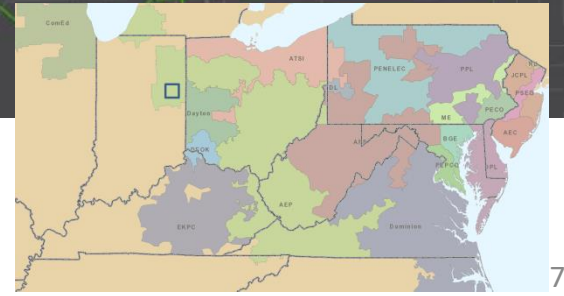 ComEd
ATSI
PENELEC
PPL
RE
JCPL
PSEG
DL
Dayton
PECO
ME
AEC
DEOK
BGE
PEPCO
DPL
AEP
EKPC
Dominion
7